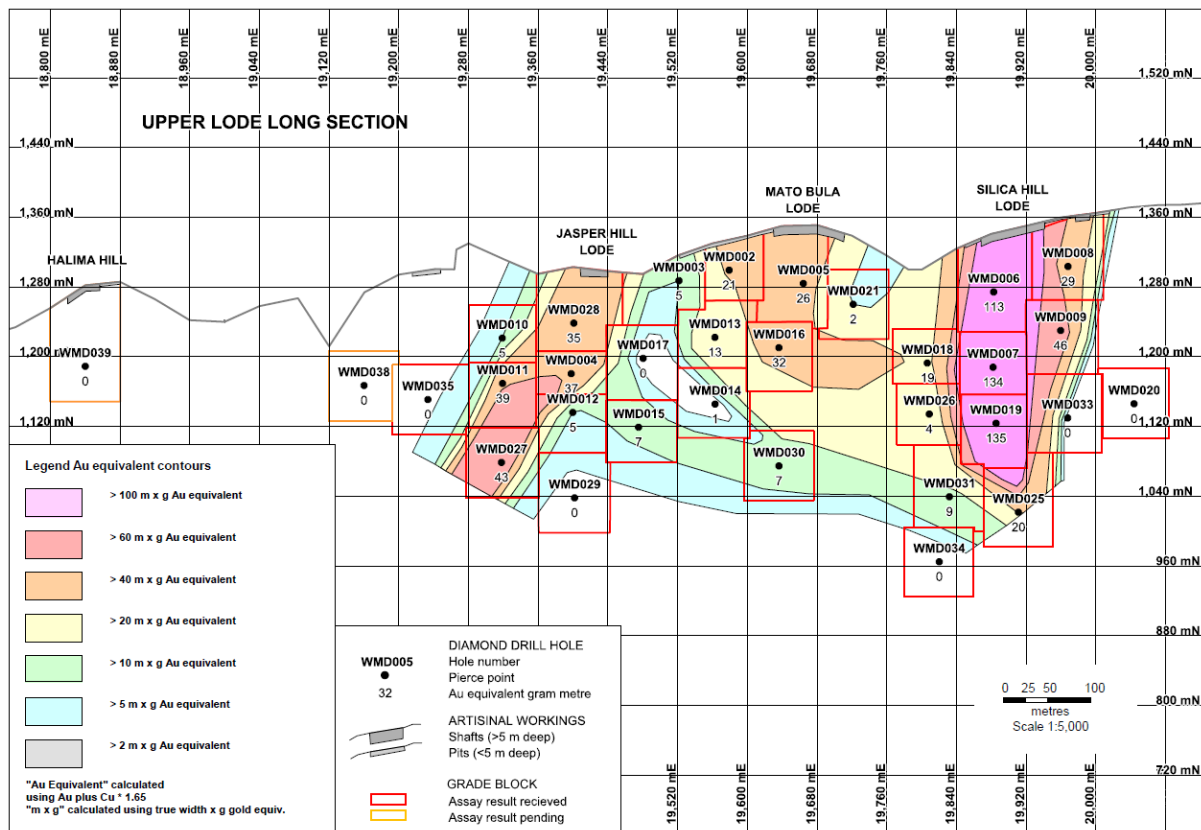 18,800 mE
18,880 mE
18,960 mE
19,040 mE
19,120 mE
19,200 mE
19,280 mE
19,360 mE
19,440 mE
19,520 mE
19,600 mE
19,680 mE
19,760 mE
19,840 mE
19,920 mE
20,000 mE
1,520 mN
UPPER LODE LONG SECTION
1,440 mN
1,440 mN
MATO BULA
LODE
SILICA HILL
LODE
1,360 mN
1,360 mN
JASPER HILL
LODE
HALIMA HILL
1,280 mN
1,280 mN
WMD003
5
WMD002
21
WMD005
26
WMD021
2
WMD006
113
WMD008
29
WMD010
5
WMD028
35
WMD017
0
WMD013
13
WMD016
32
WMD018
19
WMD007
134
WMD009
46
1,200 mN
1,200 mN
WMD039
0
WMD038
0
WMD035
0
WMD011
39
WMD004
37
WMD012
5
WMD015
7
WMD014
1
WMD026
4
WMD019
135
WMD033
0
WMD020
0
1,120 mN
1,120 mN
WMD027
43
WMD029
0
WMD030
7
WMD031
9
WMD025
20
1,040 mN
WMD034
0
960 mN
880 mN
800 mN
720 mN
Legend Au equivalent contours
> 100 m x g Au equivalent
> 60 m x g Au equivalent
> 40 m x g Au equivalent
> 20 m x g Au equivalent
> 10 m x g Au equivalent
> 5 m x g Au equivalent
> 2 m x g Au equivalent
"Au Equivalent" calculated
using Au plus Cu * 1.65
"m x g" calculated using true width x g gold equiv.
DIAMOND DRILL HOLE
WMD005 Hole number
Pierce point
32 Au equivalent gram metre
ARTISINAL WORKINGS
Shafts (>5 m deep)
Pits (<5 m deep)
GRADE BLOCK
Assay result recieved
Assay result pending
0 25 50 100
metres
Scale 1:5,000
19,520 mE
19,600 mE
19,680 mE
19,760 mE
19,840 mE
19,920 mE
20,000 mE